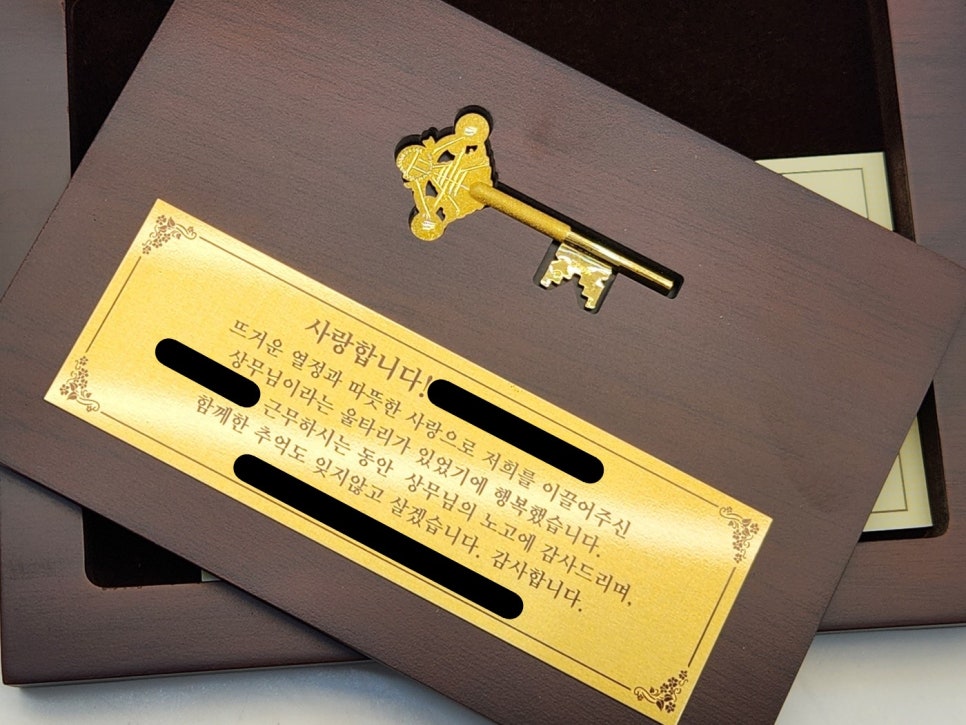 사랑합니다!
뜨거운 열정과 따뜻한 사랑으로 저희를 이끌어주신
상무님이라는 울타리가 있었기에 행복했습니다.
근무하시는 동안 상무님의 노고에 감사드리며,
함께한 추억도 잊지않고 살겠습니다. 감사합니다.